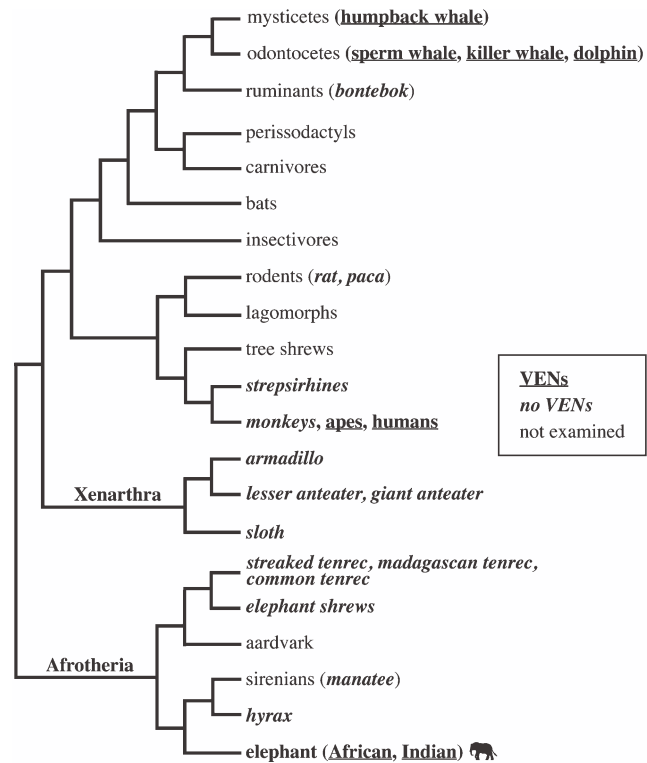 mysticetes (humpback whale)
odontocetes (sperm whale, killer whale, dolphin)
ruminants (bontebok)
perissodactyls
carnivores
bats
insectivores
rodents (rat, paca)
lagomorphs
tree shrews
strepsirhines
monkeys, apes, humans
VENs
no VENs
not examined
armadillo
Xenarthra
lesser anteater, giant anteater
sloth
streaked tenrec, madagascan tenrec,
common tenrec
elephant shrews
aardvark
Afrotheria
sirenians (manatee)
hyrax
elephant (African, Indian)